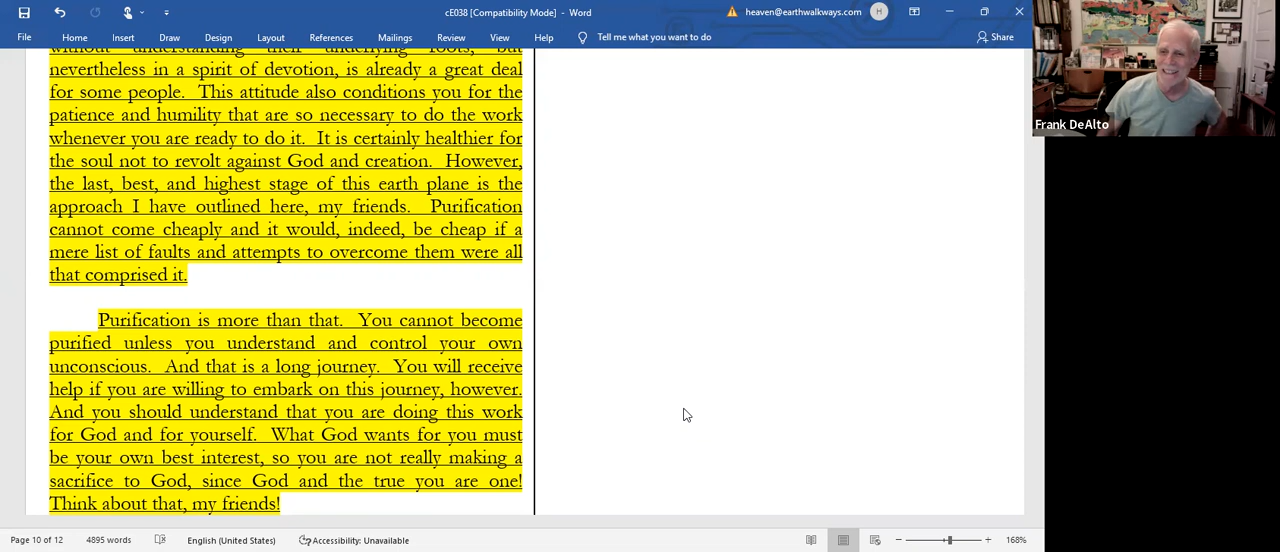 cE038 [Compatibility Mode] - Word
heaven@earthwalkways.com
H
File Home Insert Draw Design Layout References Mailings Review View Help Tell me what you want to do Share
without understanding their underlying roots, but
nevertheless in a spirit of devotion, is already a great deal
for some people. This attitude also conditions you for the
patience and humility that are so necessary to do the work
whenever you are ready to do it. It is certainly healthier for
the soul not to revolt against God and creation. However,
the last, best, and highest stage of this earth plane is the
approach I have outlined here, my friends. Purification
cannot come cheaply and it would, indeed, be cheap if a
mere list of faults and attempts to overcome them were all
that comprised it.
Purification is more than that. You cannot become
purified unless you understand and control your own
unconscious. And that is a long journey. You will receive
help if you are willing to embark on this journey, however.
And you should understand that you are doing this work
for God and for yourself. What God wants for you must
be your own best interest, so you are not really making a
sacrifice to God, since God and the true you are one!
Think about that, my friends!
Frank DeAlto
Page 10 of 12 4895 words English (United States) Accessibility: Unavailable 168%